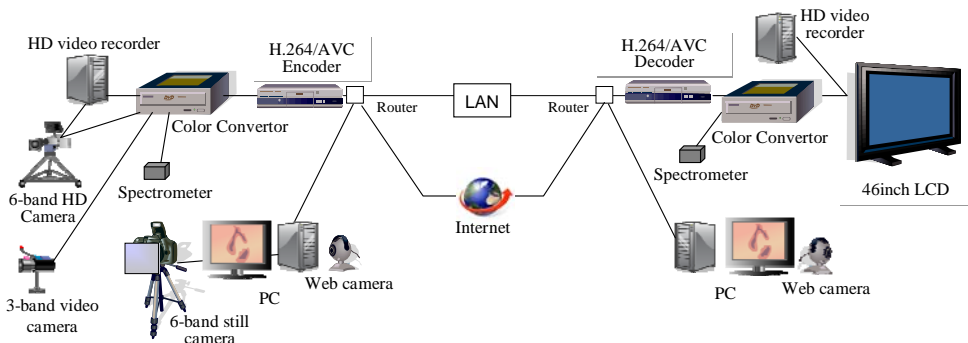 HD video recorder
H.264/AVC
Encoder
Color Convertor
Router
LAN
Router
H.264/AVC
Decoder
HD video
recorder
Color Convertor
46inch LCD
6-band HD
Camera
Spectrometer
Internet
Spectrometer
3-band video
camera
6-band still
camera
PC
Web camera
PC
Web camera